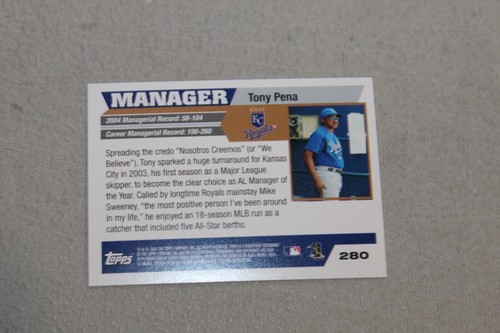 MANAGER
Tony Pena
2004 Managerial Record: 58-104
Career Managerial Record: 190-260
KC
Royals
Spreading the credo "Nosotros Creemos" (or "We
Believe"), Tony sparked a huge turnaround for Kansas
City in 2003, his first season as a Major League
skipper, to become the clear choice as AL Manager of
the Year. Called by longtime Royals mainstay Mike
Sweeney, "the most positive person I've been around
in my life," he enjoyed an 18-season MLB run as a
catcher that included five All-Star berths.
Topps
280